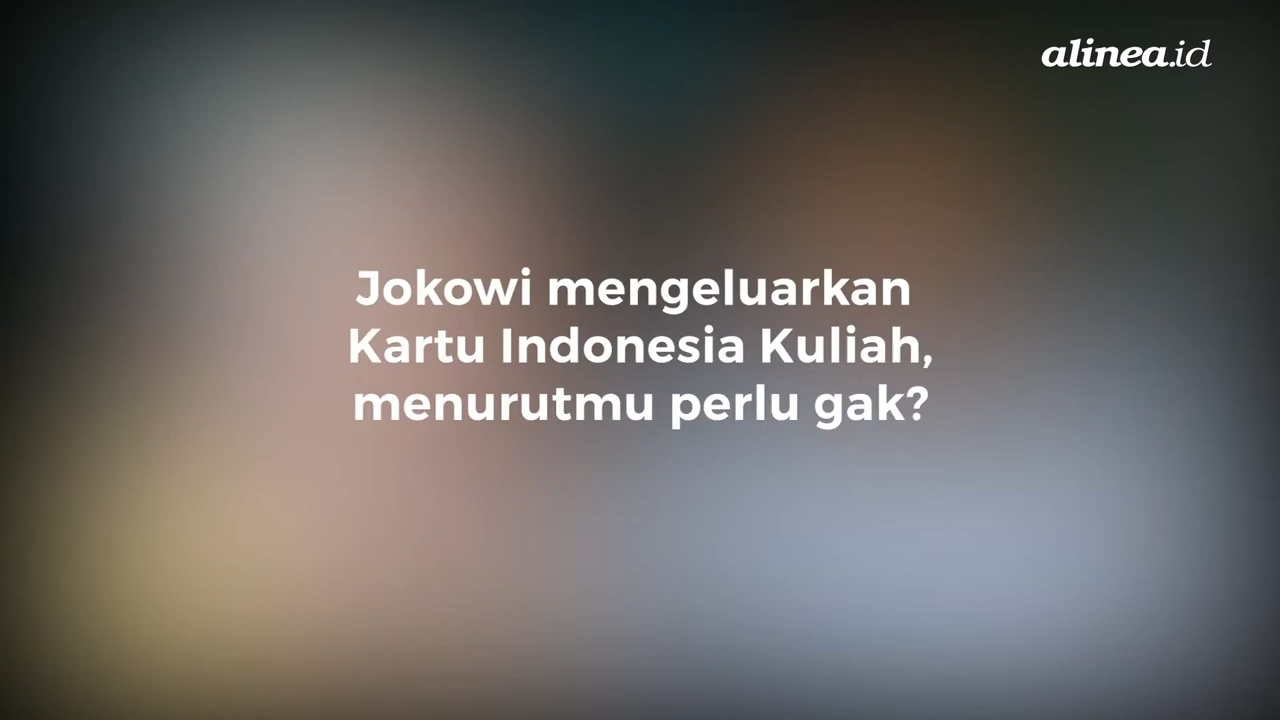 alinea.id
Jokowi mengeluarkan
Kartu Indonesia Kuliah,
menurutmu perlu gak?